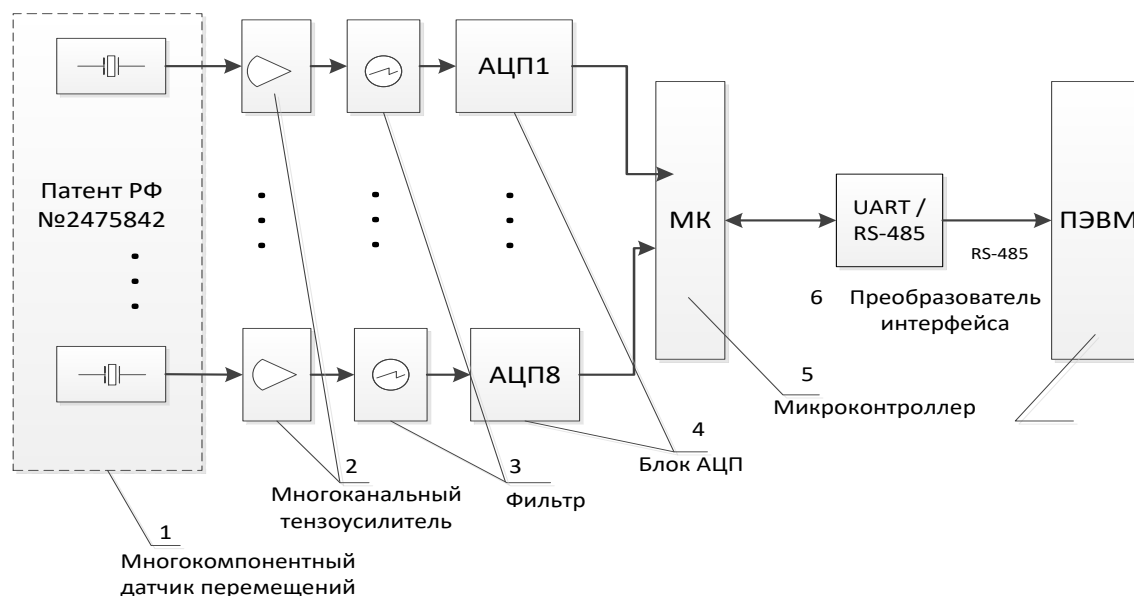 АЦП1
Патент РФ
№2475842
МК
UART /
RS-485
RS-485
ПЭВМ
6 Преобразователь
интерфейса
АЦП8
5
Микроконтроллер
4
Блок АЦП
2
Многоканальный
тензоусилитель
3
Фильтр
1
Многокомпонентный
датчик перемещений